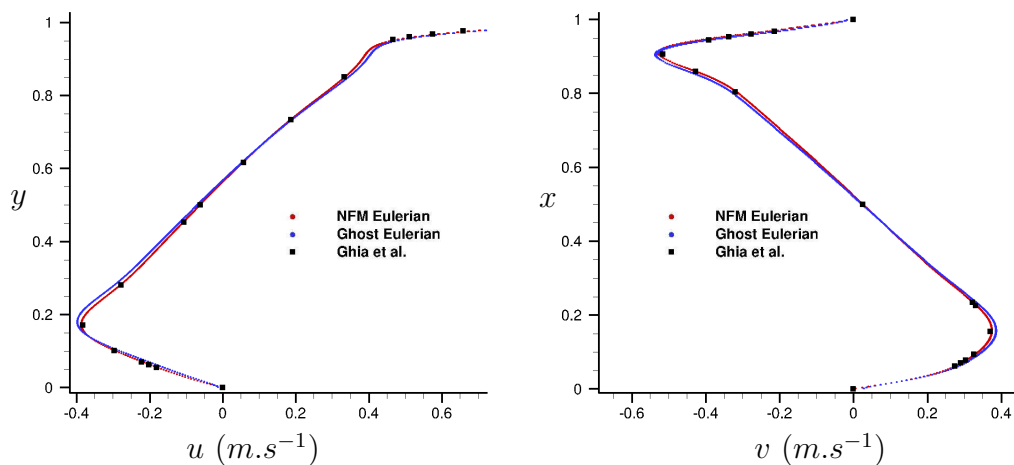 1
0.8
0.6
0.4
0.2
0
-0.4
-0.2
0
0.2
0.4
0.6
y
u (m.s⁻¹)
NFM Eulerian
Ghost Eulerian
Ghia et al.
1
0.8
0.6
0.4
0.2
0
-0.6
-0.4
-0.2
0
0.2
0.4
x
v (m.s⁻¹)
NFM Eulerian
Ghost Eulerian
Ghia et al.